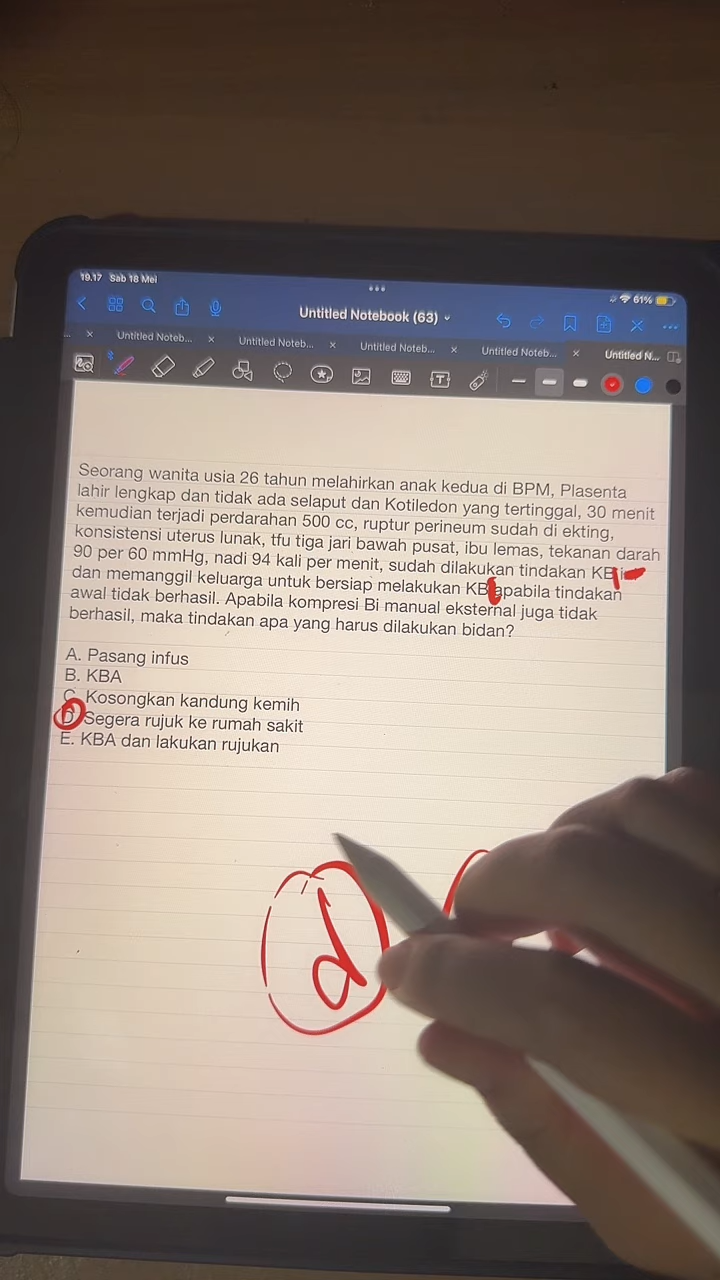 19.17 Sab 18 Mei
61%
Untitled Notebook (63)
Untitled Noteb...
Untitled Noteb...
Untitled Noteb...
Untitled Noteb...
Untitled N...
Seorang wanita usia 26 tahun melahirkan anak kedua di BPM, Plasenta
lahir lengkap dan tidak ada selaput dan Kotiledon yang tertinggal, 30 menit
kemudian terjadi perdarahan 500 cc, ruptur perineum sudah di ekting,
konsistensi uterus lunak, tfu tiga jari bawah pusat, ibu lemas, tekanan darah
90 per 60 mmHg, nadi 94 kali per menit, sudah dilakukan tindakan
dan memanggil keluarga untuk bersiap melakukan apabila tindakan
awal tidak berhasil. Apabila kompresi Bi manual eksternal juga tidak
berhasil, maka tindakan apa yang harus dilakukan bidan?
A. Pasang infus
B. KBA
C. Kosongkan kandung kemih
D. Segera rujuk ke rumah sakit
E. KBA dan lakukan rujukan
d